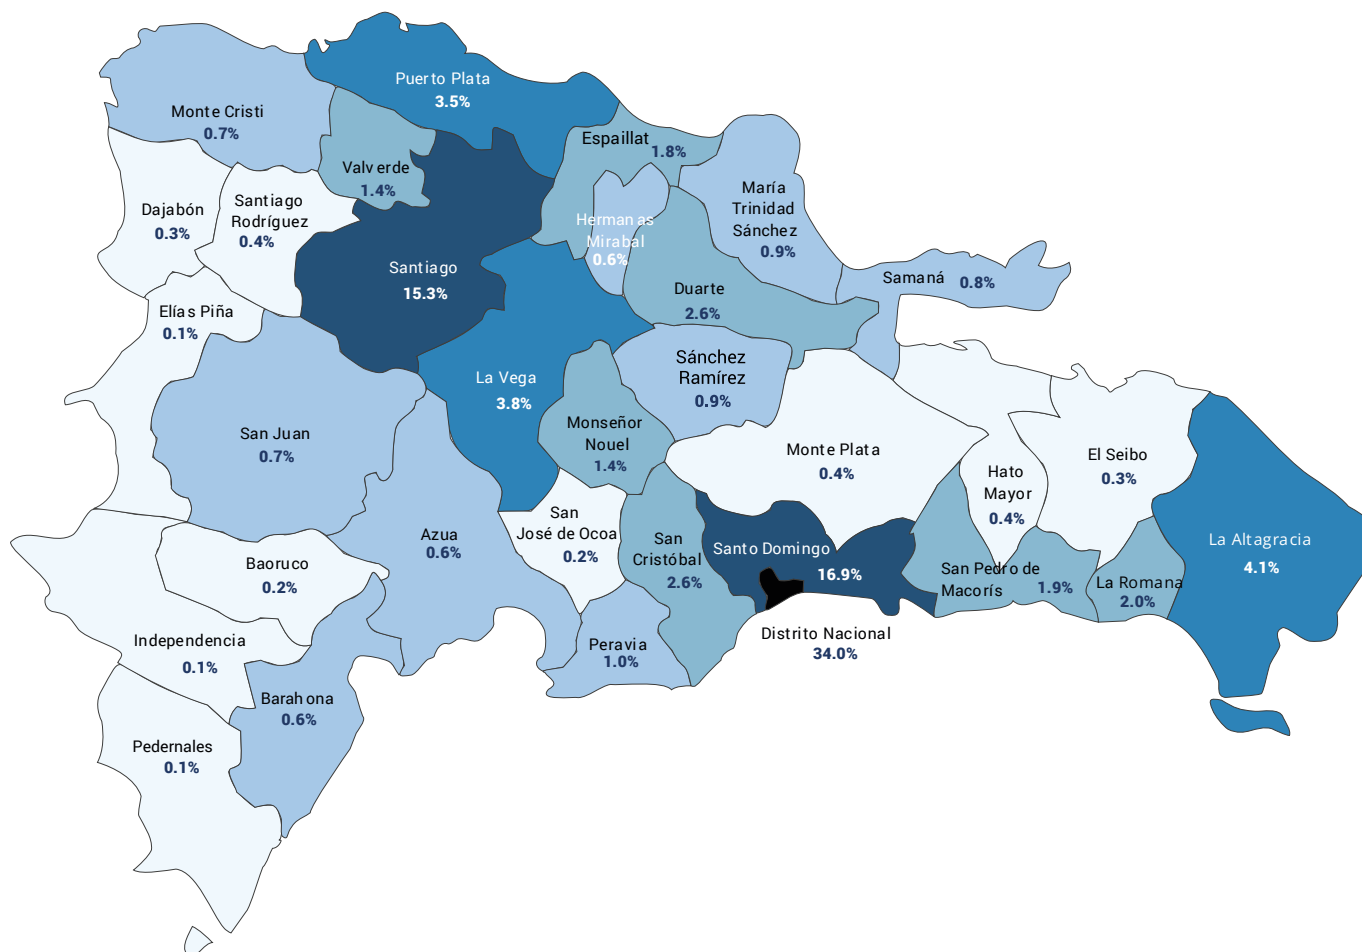 Puerto Plata
3.5%
Monte Cristi
0.7%
Espaillat
1.8%
Valverde
1.4%
María
Trinidad
Sánchez
0.9%
Dajabón
0.3%
Santiago
Rodríguez
0.4%
Hermanas
Mirabal
0.6%
Santiago
15.3%
Samaná 0.8%
Duarte
2.6%
Elías Piña
0.1%
Sánchez
Ramírez
0.9%
La Vega
3.8%
San Juan
0.7%
Monseñor
Nouel
1.4%
Monte Plata
0.4%
Hato
Mayor
0.4%
El Seibo
0.3%
Azua
0.6%
San
José de Ocoa
0.2%
San
Cristóbal
2.6%
Santo Domingo
16.9%
La Altagracia
4.1%
Baoruco
0.2%
San Pedro de
Macorís
1.9%
La Romana
2.0%
Independencia
0.1%
Peravia
1.0%
Distrito Nacional
34.0%
Barahona
0.6%
Pedernales
0.1%